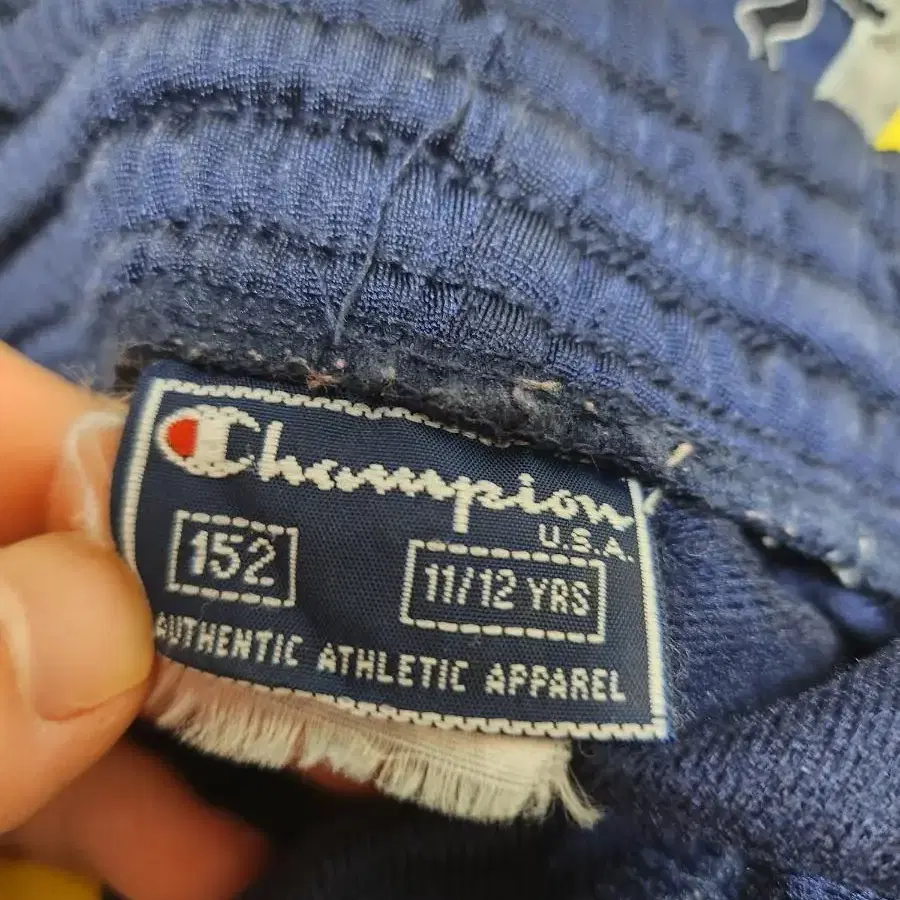 Champion
U.S.A.
152
11/12 YRS
AUTHENTIC ATHLETIC APPAREL